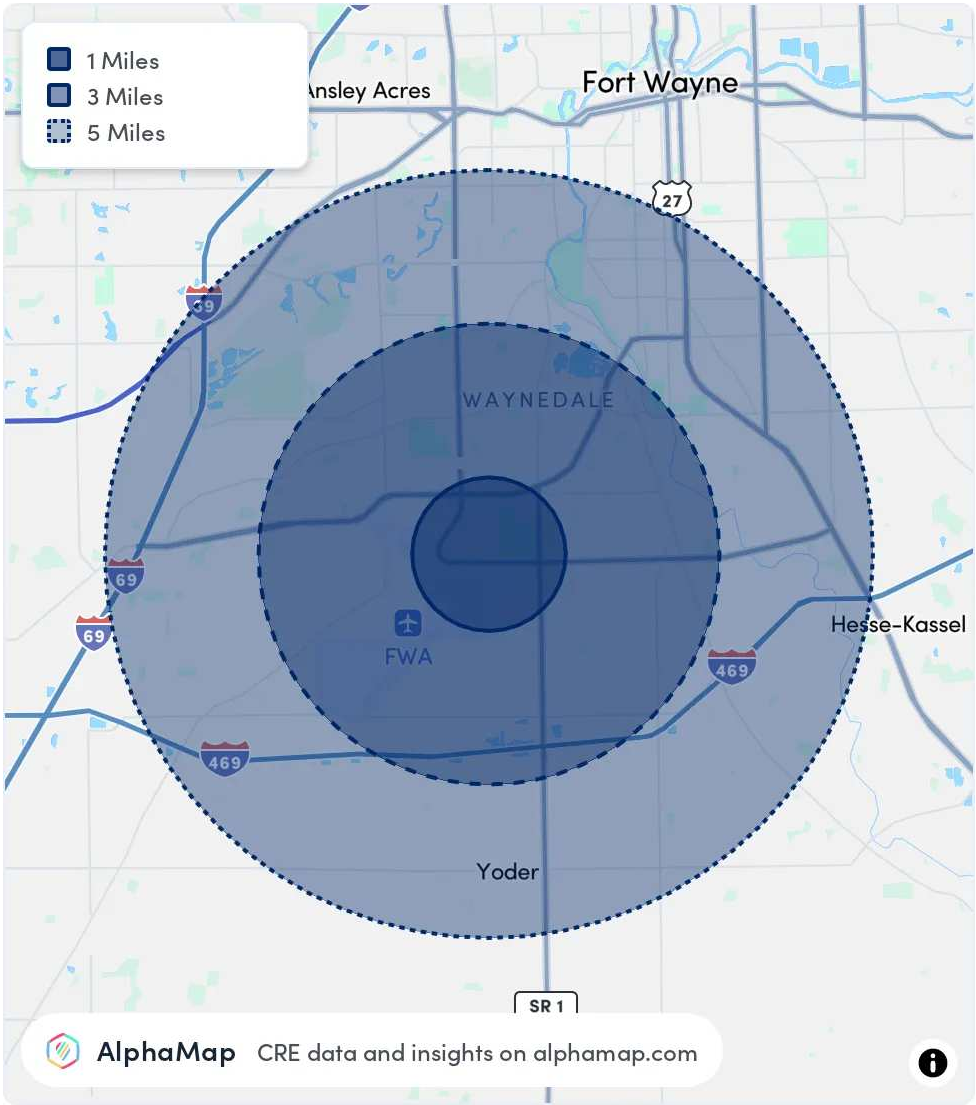 1 Miles
3 Miles
5 Miles
Ansley Acres
Fort Wayne
27
69
WAYNEDALE
69
69
FWA
Hesse-Kassel
469
469
Yoder
SR 1
AlphaMap CRE data and insights on alphamap.com